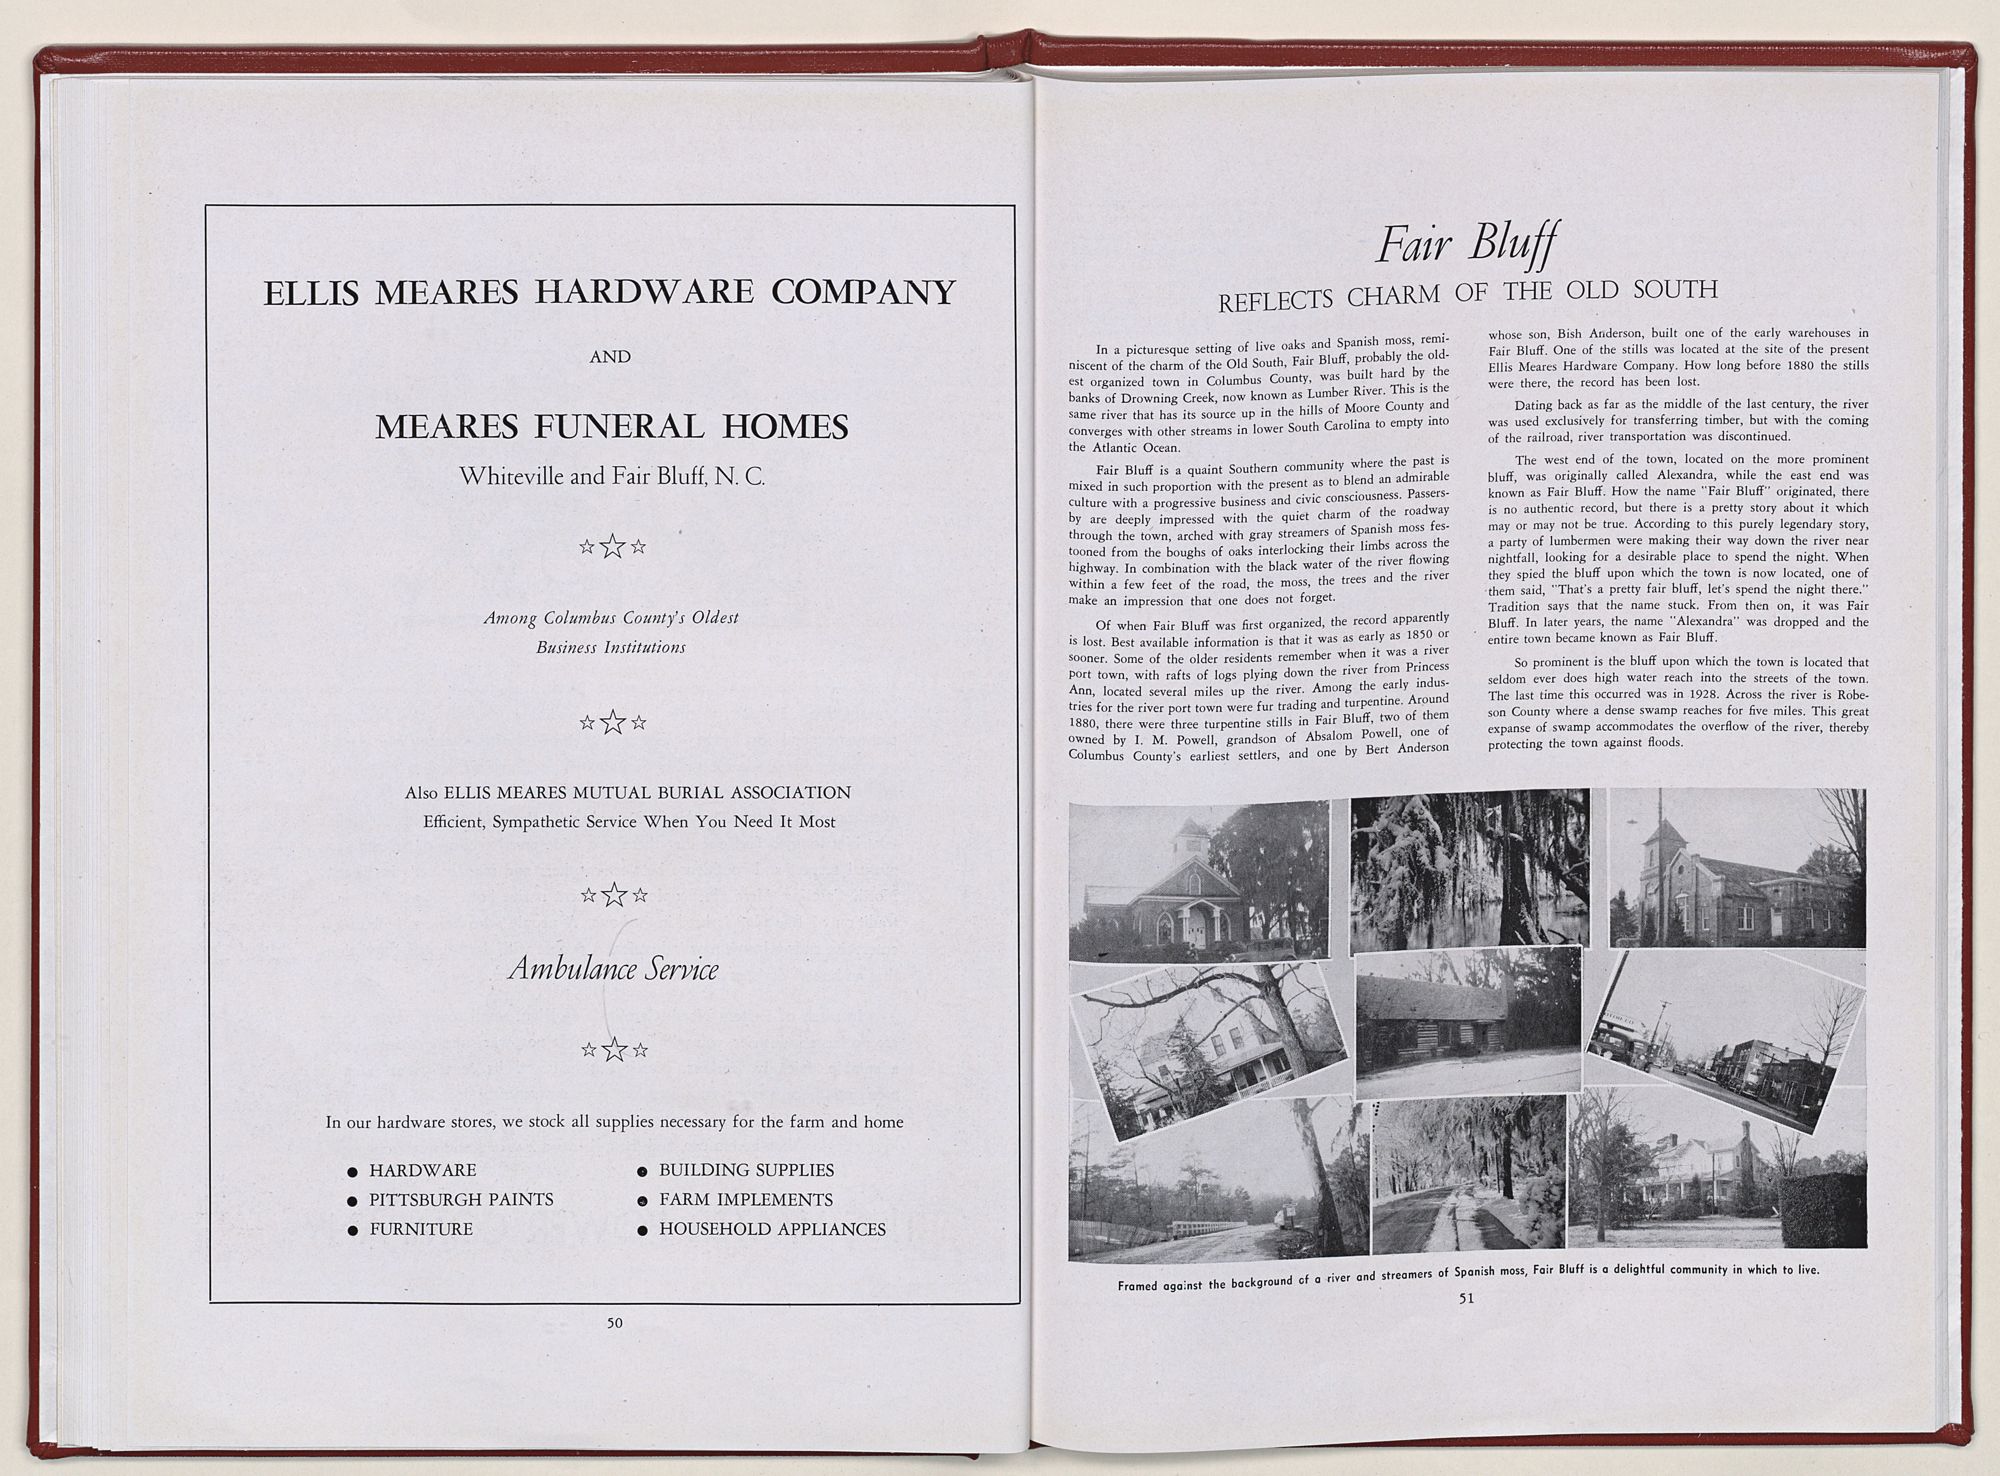 ELLIS MEARES HARDWARE COMPANY
AND
MEARES FUNERAL HOMES
Whiteville and Fair Bluff, N. C.
Among Columbus County's Oldest
Business Institutions
Also ELLIS MEARES MUTUAL BURIAL ASSOCIATION
Efficient, Sympathetic Service When You Need It Most
Ambulance Service
In our hardware stores, we stock all supplies necessary for the farm and home
● HARDWARE
● PITTSBURGH PAINTS
● FURNITURE
● BUILDING SUPPLIES
● FARM IMPLEMENTS
● HOUSEHOLD APPLIANCES
50
Fair Bluff
REFLECTS CHARM OF THE OLD SOUTH
In a picturesque setting of live oaks and Spanish moss, remi-
niscent of the charm of the Old South, Fair Bluff, probably the old-
est organized town in Columbus County, was built hard by the
banks of Drowning Creek, now known as Lumber River. This is the
same river that has its source up in the hills of Moore County and
converges with other streams in lower South Carolina to empty into
the Atlantic Ocean.
Fair Bluff is a quaint Southern community where the past is
mixed in such proportion with the present as to blend an admirable
culture with a progressive business and civic consciousness. Passers-
by are deeply impressed with the quiet charm of the roadway
through the town, arched with gray streamers of Spanish moss fes-
tooned from the boughs of oaks interlocking their limbs across the
highway. In combination with the black water of the river flowing
within a few feet of the road, the moss, the trees and the river
make an impression that one does not forget.
Of when Fair Bluff was first organized, the record apparently
is lost. Best available information is that it was as early as 1850 or
sooner. Some of the older residents remember when it was a river
port town, with rafts of logs plying down the river from Princess
Ann, located several miles up the river. Among the early indus-
tries for the river port town were fur trading and turpentine. Around
1880, there were three turpentine stills in Fair Bluff, two of them
owned by I. M. Powell, grandson of Absalom Powell, one of
Columbus County's earliest settlers, and one by Bert Anderson
whose son, Bish Anderson, built one of the early warehouses in
Fair Bluff. One of the stills was located at the site of the present
Ellis Meares Hardware Company. How long before 1880 the stills
were there, the record has been lost.
Dating back as far as the middle of the last century, the river
was used exclusively for transferring timber, but with the coming
of the railroad, river transportation was discontinued.
The west end of the town, located on the more prominent
bluff, was originally called Alexandra, while the east end was
known as Fair Bluff. How the name "Fair Bluff" originated, there
is no authentic record, but there is a pretty story about it which
may or may not be true. According to this purely legendary story,
a party of lumbermen were making their way down the river near
nightfall, looking for a desirable place to spend the night. When
they spied the bluff upon which the town is now located, one of
them said, "That's a pretty fair bluff, let's spend the night there."
Tradition says that the name stuck. From then on, it was Fair
Bluff. In later years, the name "Alexandra" was dropped and the
entire town became known as Fair Bluff.
So prominent is the bluff upon which the town is located that
seldom ever does high water reach into the streets of the town.
The last time this occurred was in 1928. Across the river is Robe-
son County where a dense swamp reaches for five miles. This great
expanse of swamp accommodates the overflow of the river, thereby
protecting the town against floods.
Framed against the background of a river and streamers of Spanish moss, Fair Bluff is a delightful community in which to live.
51